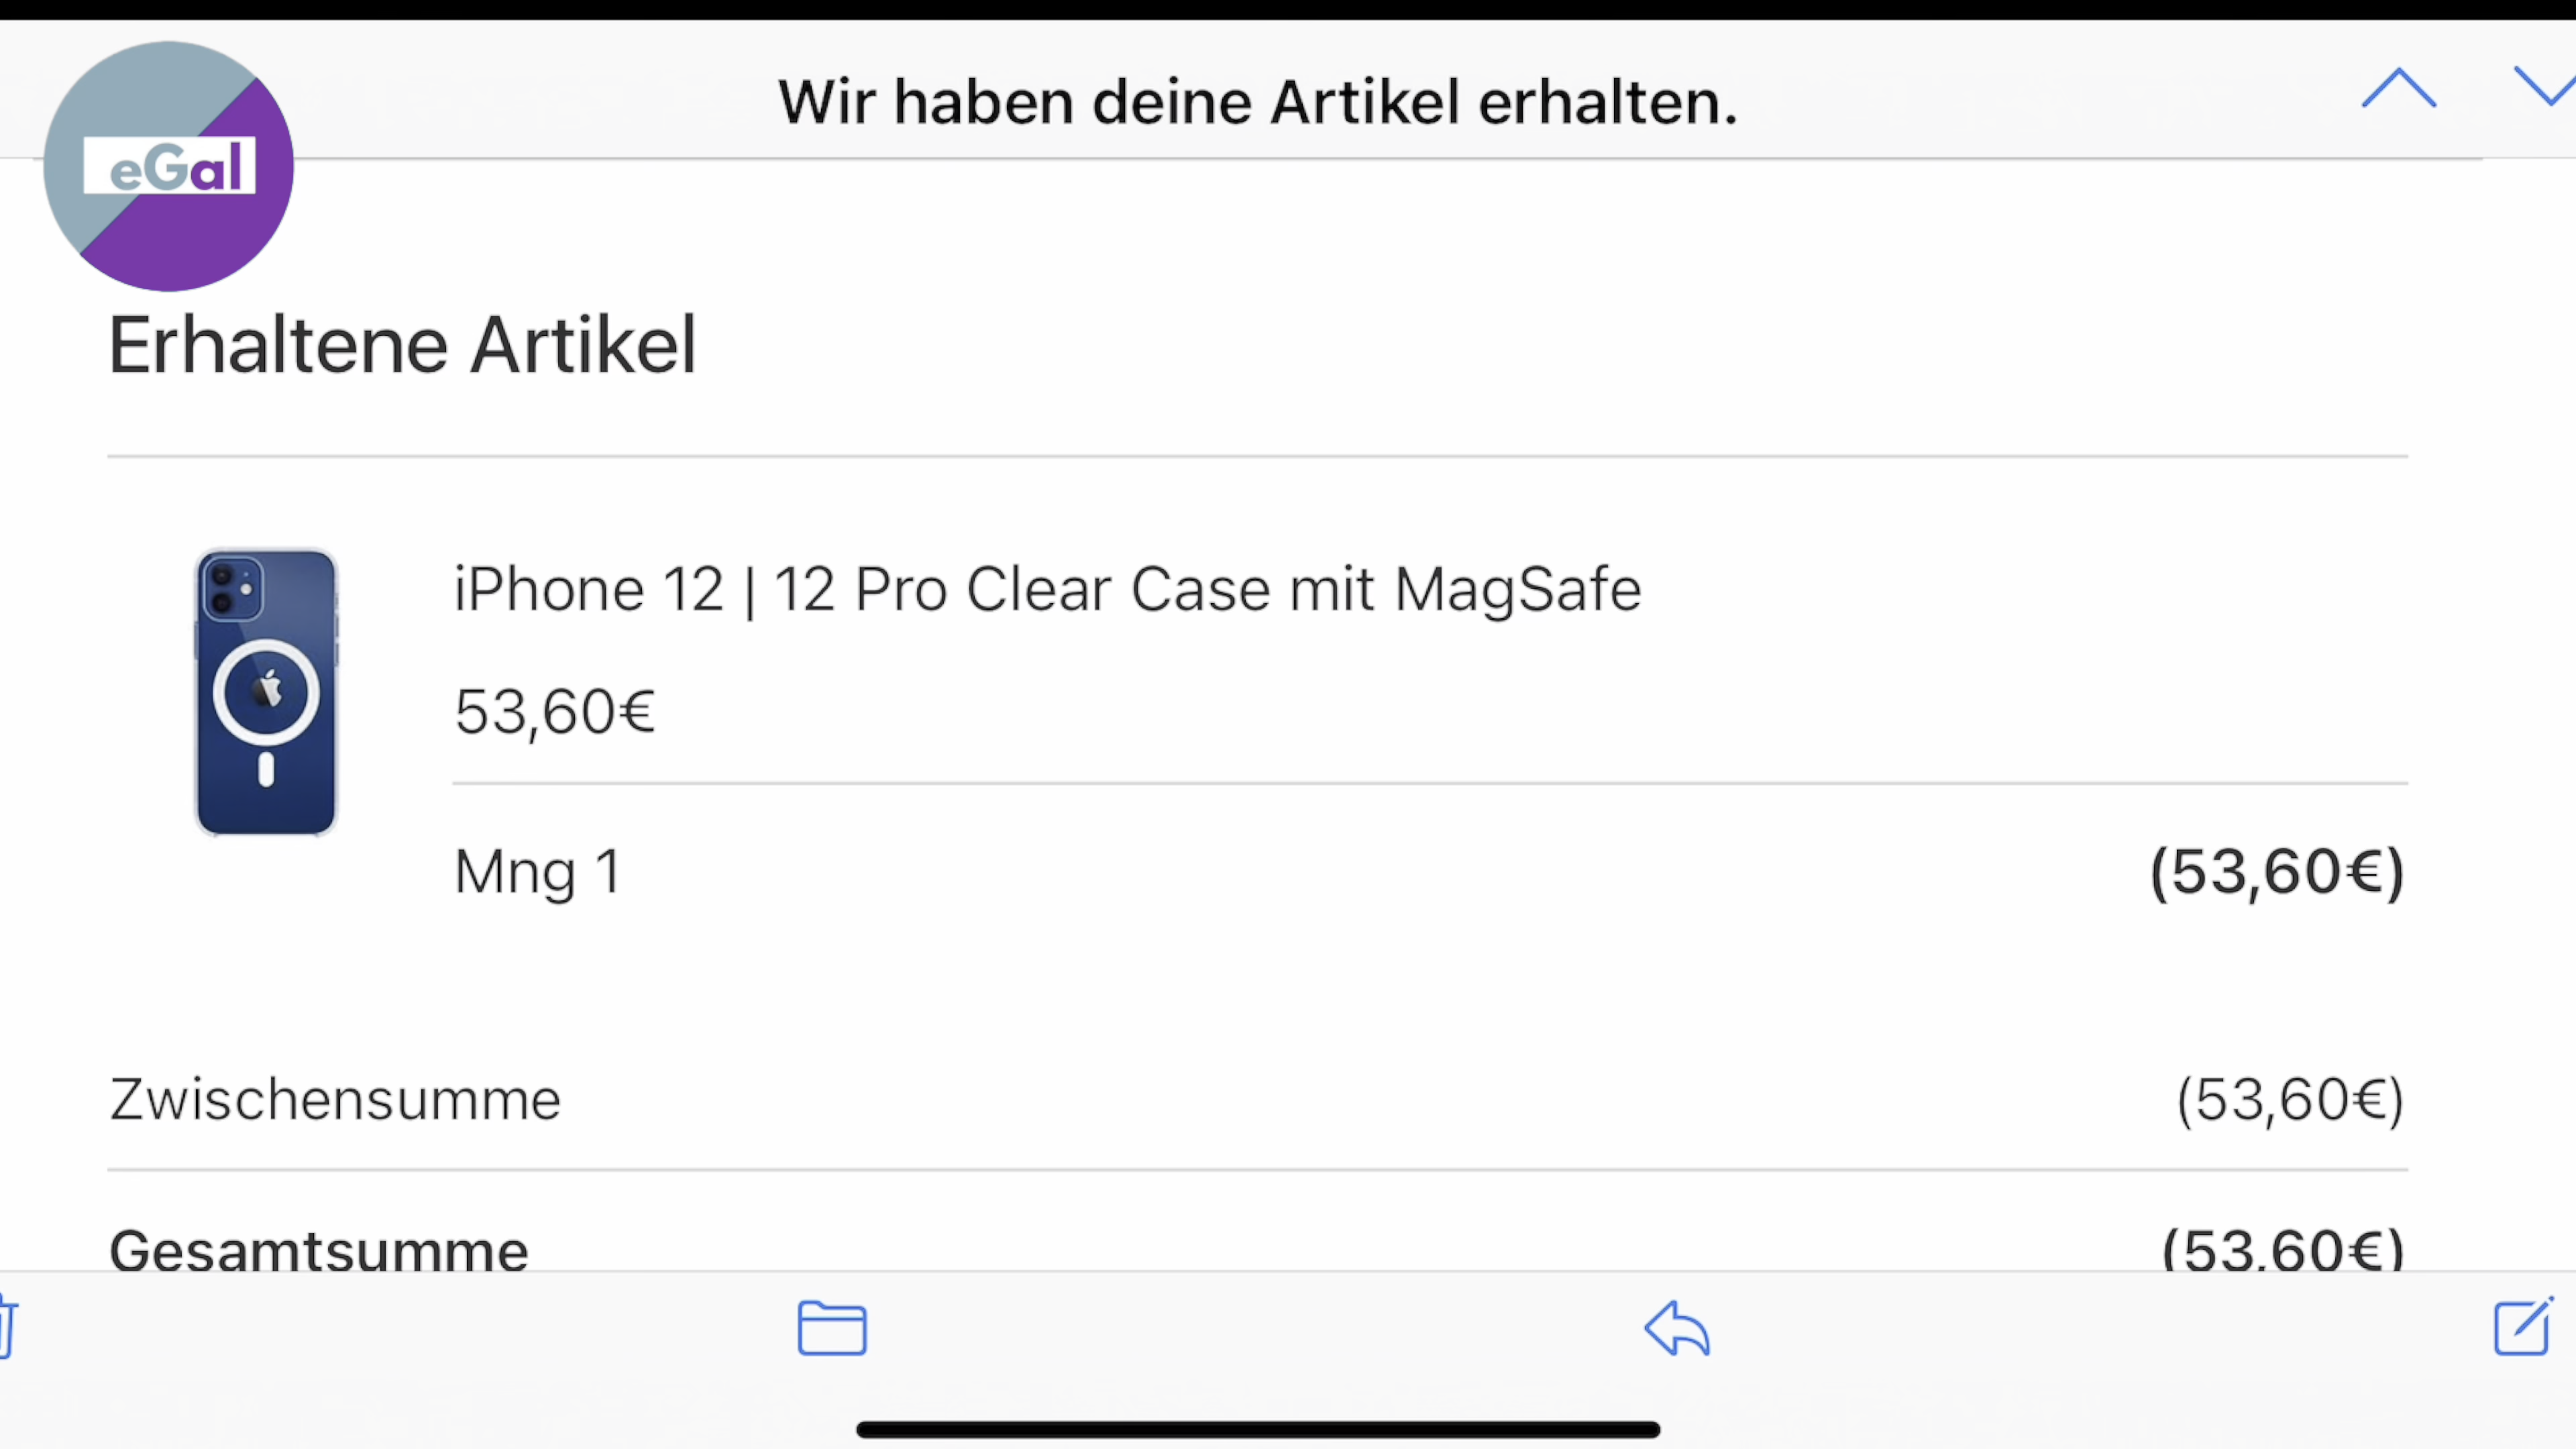 Wir haben deine Artikel erhalten.
eGal
Erhaltene Artikel
iPhone 12 | 12 Pro Clear Case mit MagSafe
53,60€
Mng 1 (53,60€)
Zwischensumme (53,60€)
Gesamtsumme (53,60€)